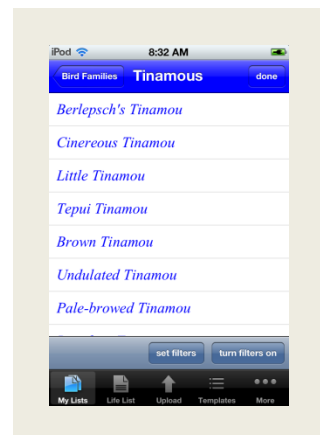 iPod 8:32 AM
Bird Families Tinamous done
Berlepsch's Tinamou
Cinereous Tinamou
Little Tinamou
Tepui Tinamou
Brown Tinamou
Undulated Tinamou
Pale-browed Tinamou
set filters turn filters on
My Lists Life List Upload Templates More